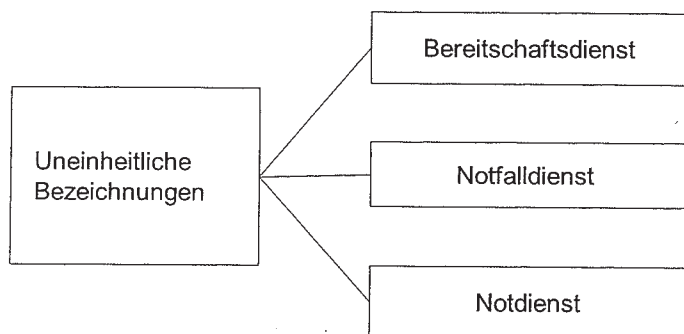 Uneinheitliche
Bezeichnungen
Bereitschaftsdienst
Notfalldienst
Notdienst